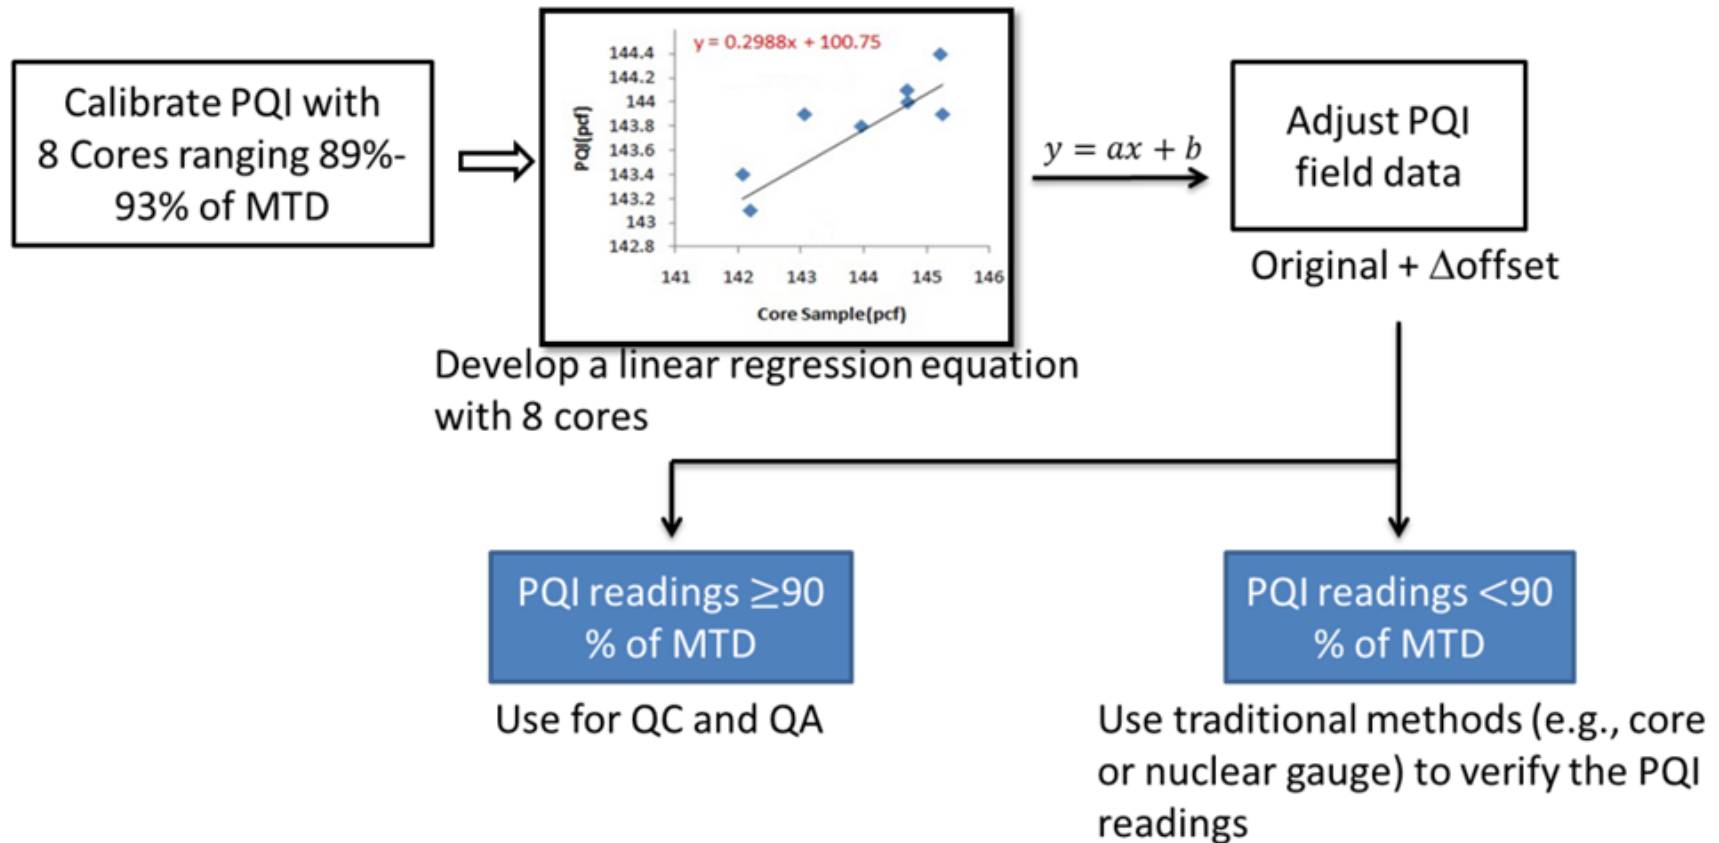 Calibrate PQI with
8 Cores ranging 89%-
93% of MTD
y = 0.2988x + 100.75
144.4
144.2
144
143.8
143.6
143.4
143.2
143
142.8
PQI(pcf)
141 142 143 144 145 146
Core Sample(pcf)
Develop a linear regression equation
with 8 cores
y = ax + b
Adjust PQI
field data
Original + Δoffset
PQI readings ≥90
% of MTD
Use for QC and QA
PQI readings <90
% of MTD
Use traditional methods (e.g., core
or nuclear gauge) to verify the PQI
readings